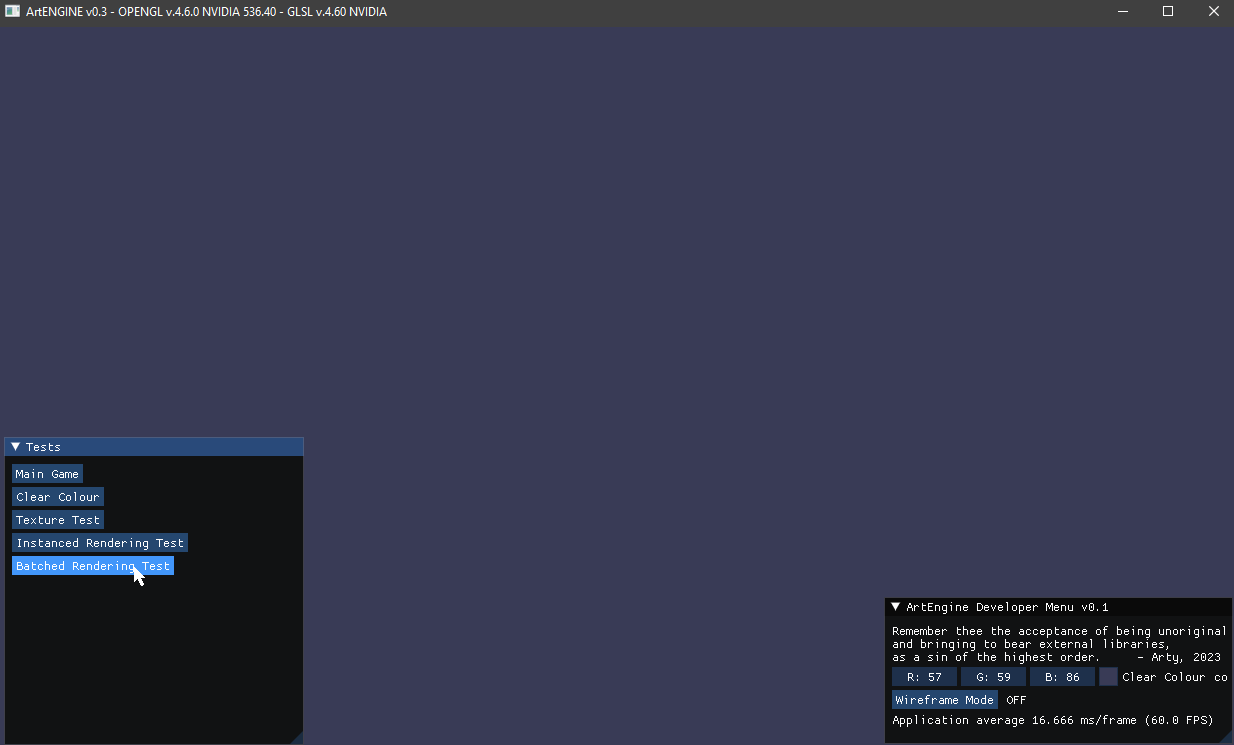 ArtENGINE v0.3 - OPENGL v.4.6.0 NVIDIA 536.40 - GLSL v.4.60 NVIDIA
Tests
Main Game
Clear Colour
Texture Test
Instanced Rendering Test
Batched Rendering Test
ArtEngine Developer Menu v0.1
Remember thee the acceptance of being unoriginal
and bringing to bear external libraries,
as a sin of the highest order. - Arty, 2023
R: 57 G: 59 B: 86 Clear Colour co
Wireframe Mode OFF
Application average 16.666 ms/frame (60.0 FPS)